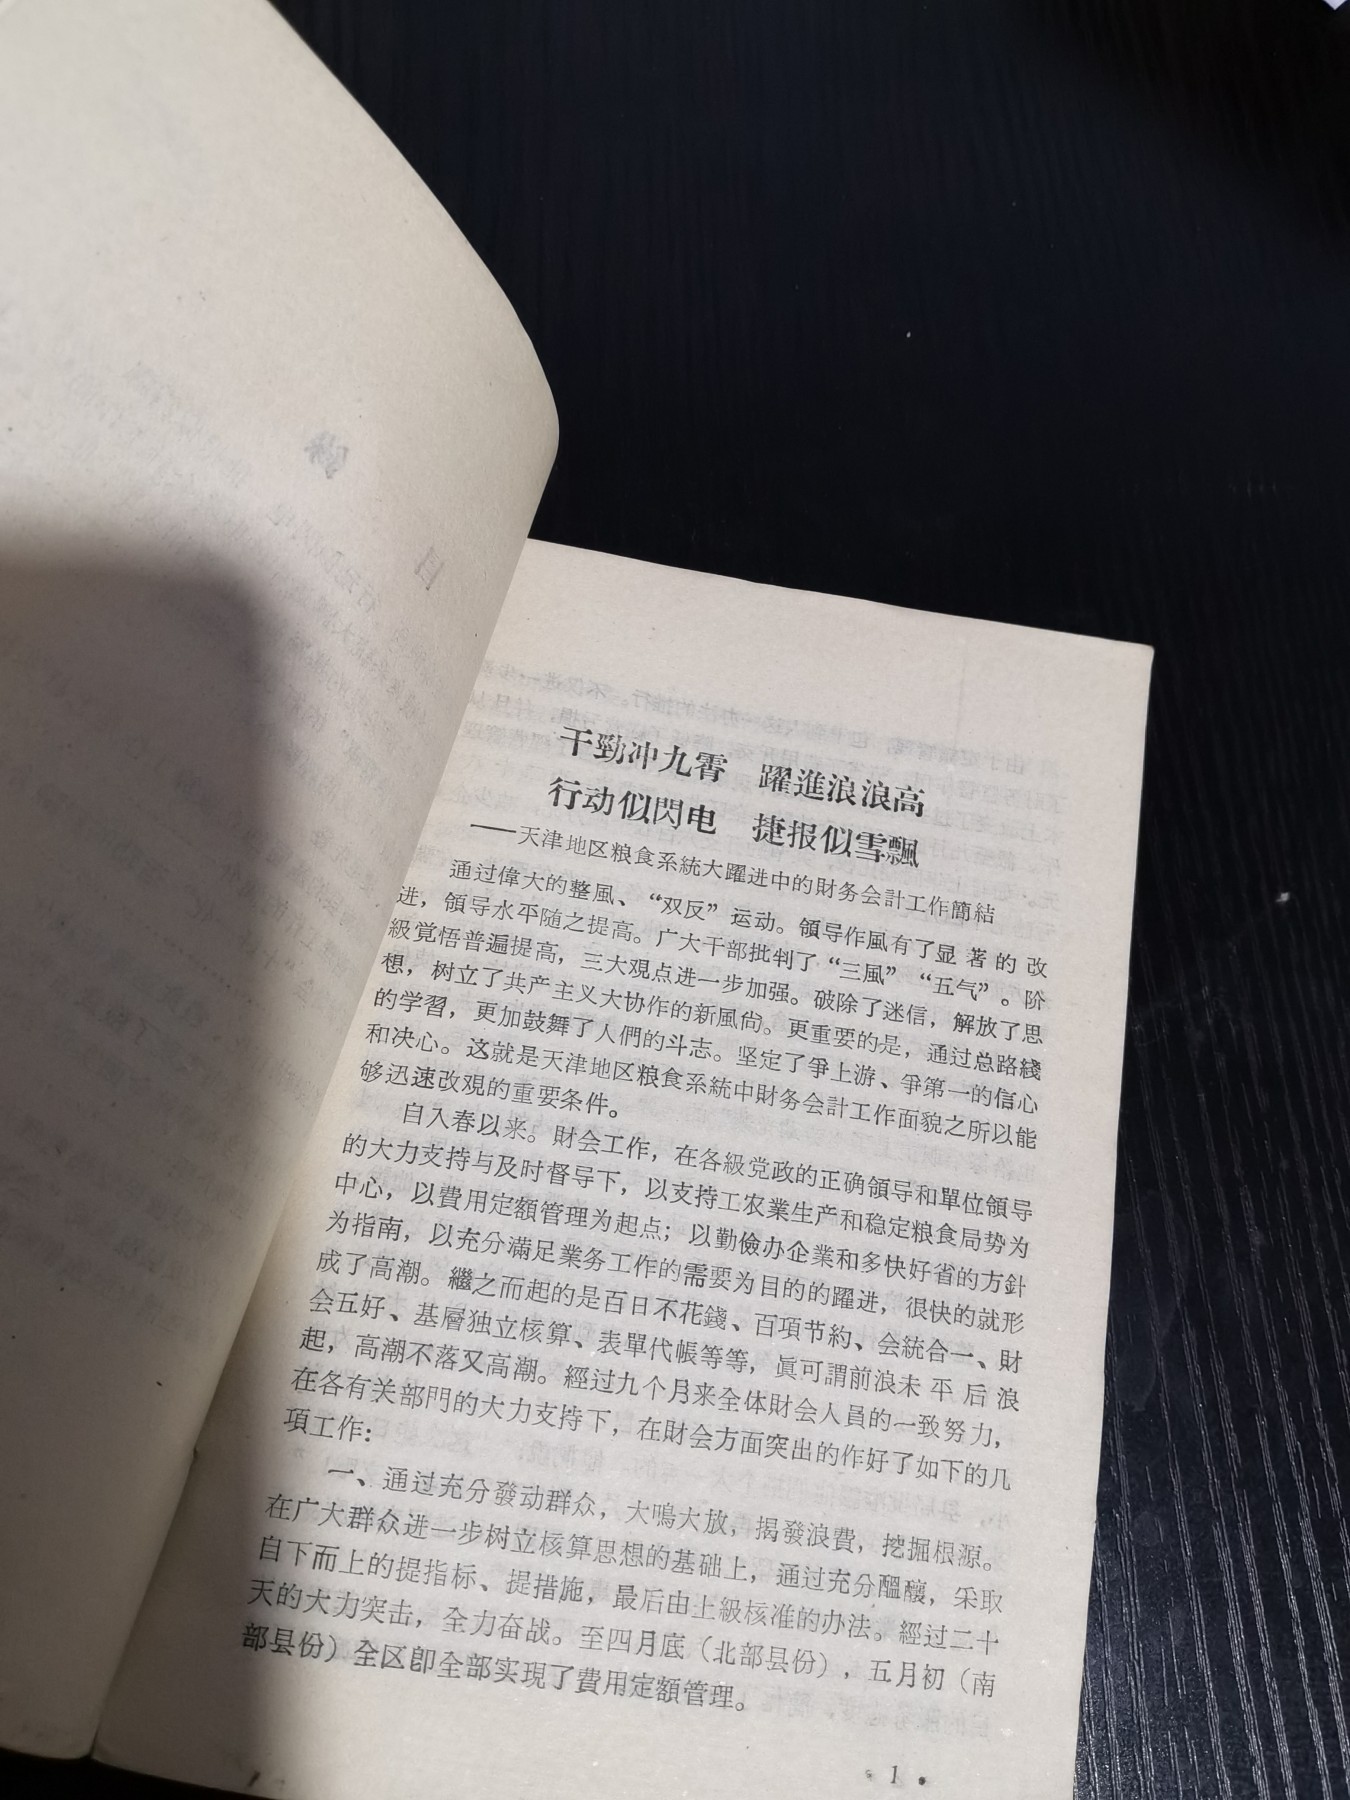 干勁冲九霄　躍進浪浪高
行动似閃电　捷报似雪飄
——天津地区粮食系統大躍进中的財务会計工作簡結
通过偉大的整風、“双反”运动。領导作風有了显著的改
进，領导水平随之提高。广大干部批判了“三風”“五气”。阶
級覚悟普遍提高，三大观点进一步加强。破除了迷信，解放了思
想，树立了共产主义大协作的新風尙。更重要的是，通过总路綫
的学習，更加鼓舞了人們的斗志。坚定了爭上游、爭第一的信心
和决心。这就是天津地区粮食系統中財务会計工作面貌之所以能
够迅速改观的重要条件。
自入春以来。財会工作，在各級党政的正确領导和單位領导
的大力支持与及时督导下，以支持工农業生产和稳定粮食局势为
中心，以費用定額管理为起点；以勤儉办企業和多快好省的方針
为指南，以充分滿足業务工作的需要为目的的躍进，很快的就形
成了高潮。繼之而起的是百日不花錢、百項节約、会統合一、財
会五好、基層独立核算、表單代帳等等，眞可謂前浪未平后浪
起，高潮不落又高潮。經过九个月来全体財会人員的一致努力，
在各有关部門的大力支持下，在財会方面突出的作好了如下的几
項工作：
一、通过充分發动群众，大鳴大放，揭發浪費，挖掘根源。
在广大群众进一步树立核算思想的基础上，通过充分醞釀，采取
自下而上的提指标、提措施，最后由上級核准的办法。經过二十
天的大力突击，全力奋战。至四月底（北部县份），五月初（南
部县份）全区卽全部实現了費用定額管理。
• 1 •